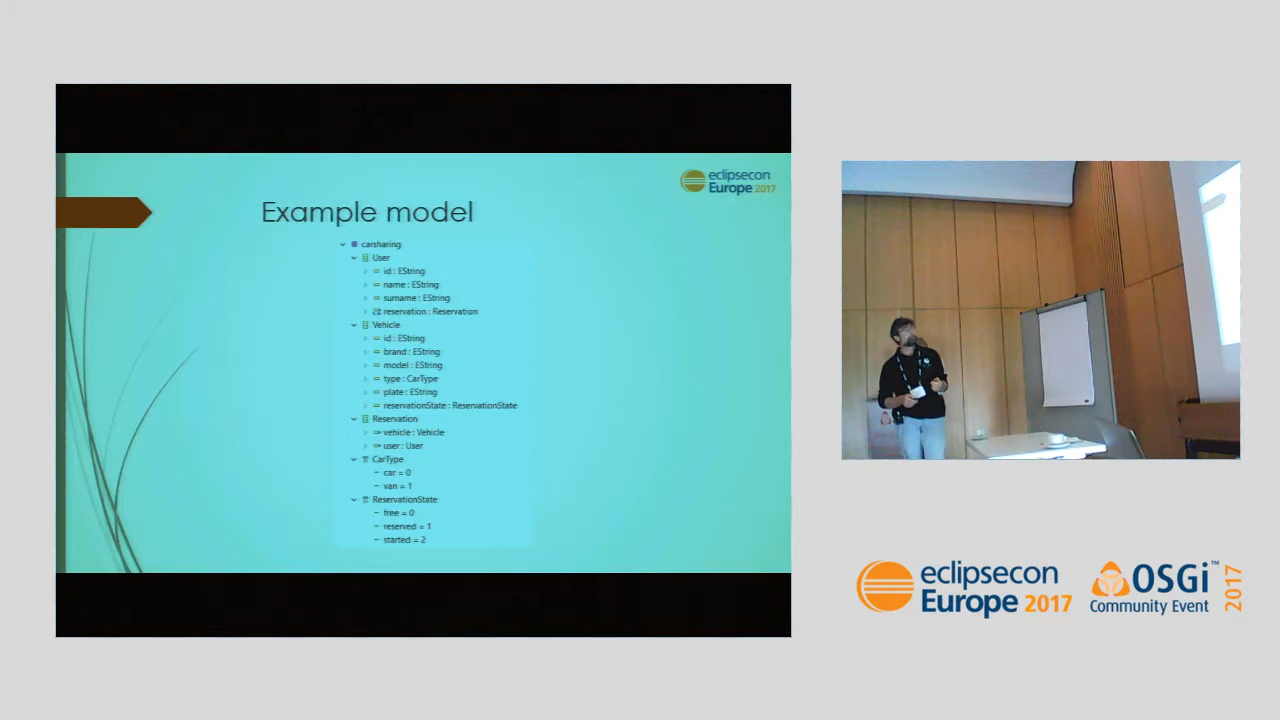 eclipsecon
Europe 2017
Example model
carsharing
User
id : EString
name : EString
surname : EString
reservation : Reservation
Vehicle
id : EString
brand : EString
model : EString
type : CarType
plate : EString
reservationState : ReservationState
Reservation
vehicle : Vehicle
user : User
CarType
car = 0
van = 1
ReservationState
free = 0
reserved = 1
started = 2
eclipsecon
Europe 2017
OSGi™
Community Event
2017